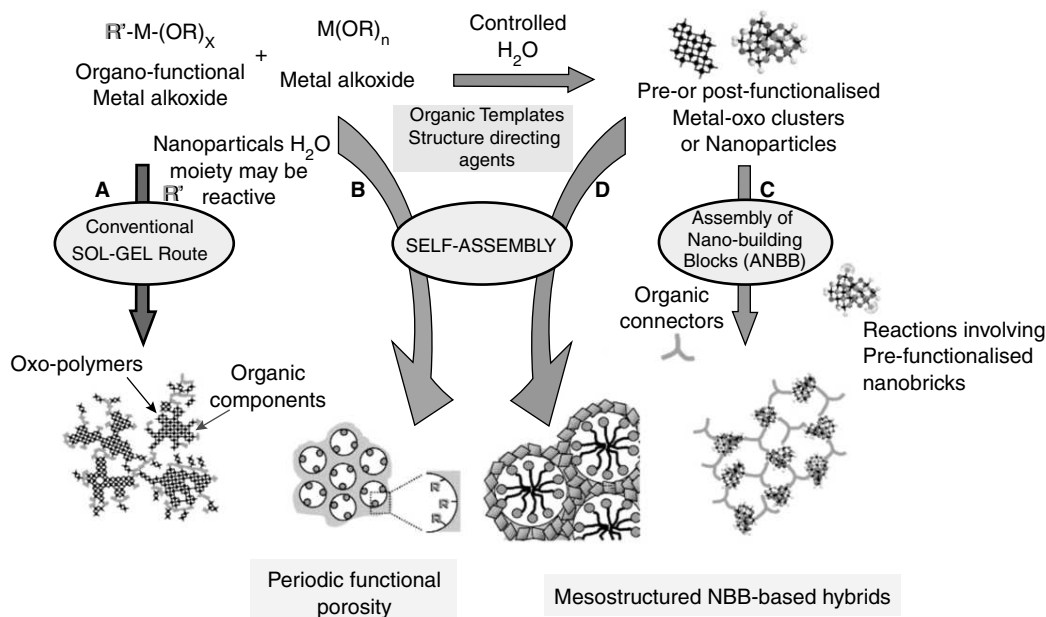 R'-M-(OR)X
+
M(OR)n
Organo-functional
Metal alkoxide
Metal alkoxide
Controlled
H2O
Pre-or post-functionalised
Metal-oxo clusters
or Nanoparticles
Organic Templates
Structure directing
agents
Nanoparticals H2O
moiety may be
reactive
A
R'
B
D
C
Conventional
SOL-GEL Route
SELF-ASSEMBLY
Assembly of
Nano-building
Blocks (ANBB)
Organic
connectors
Reactions involving
Pre-functionalised
nanobricks
Oxo-polymers
Organic
components
Periodic functional
porosity
Mesostructured NBB-based hybrids